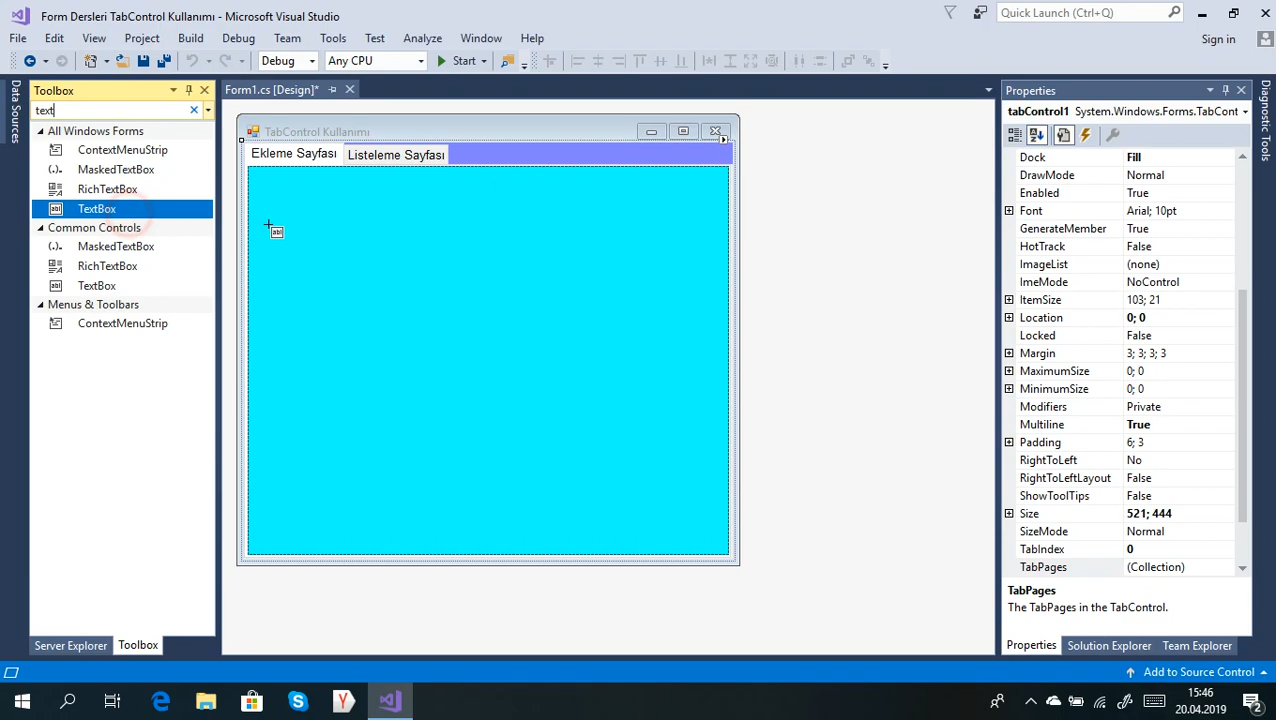 Form Dersleri TabControl Kullanımı - Microsoft Visual Studio
Quick Launch (Ctrl+Q)
File Edit View Project Build Debug Team Tools Test Analyze Window Help
Sign in
Debug Any CPU Start
Data Sources
Toolbox
text
All Windows Forms
ContextMenuStrip
MaskedTextBox
RichTextBox
TextBox
Common Controls
MaskedTextBox
RichTextBox
TextBox
Menus & Toolbars
ContextMenuStrip
Server Explorer Toolbox
Form1.cs [Design]*
TabControl Kullanımı
Ekleme Sayfası Listeleme Sayfası
abl
Properties
tabControl1 System.Windows.Forms.TabCont
Dock Fill
DrawMode Normal
Enabled True
Font Arial; 10pt
GenerateMember True
HotTrack False
ImageList (none)
ImeMode NoControl
ItemSize 103; 21
Location 0; 0
Locked False
Margin 3; 3; 3; 3
MaximumSize 0; 0
MinimumSize 0; 0
Modifiers Private
Multiline True
Padding 6; 3
RightToLeft No
RightToLeftLayout False
ShowToolTips False
Size 521; 444
SizeMode Normal
TabIndex 0
TabPages (Collection)
TabPages
The TabPages in the TabControl.
Properties Solution Explorer Team Explorer
Diagnostic Tools
Add to Source Control
15:46
20.04.2019
2